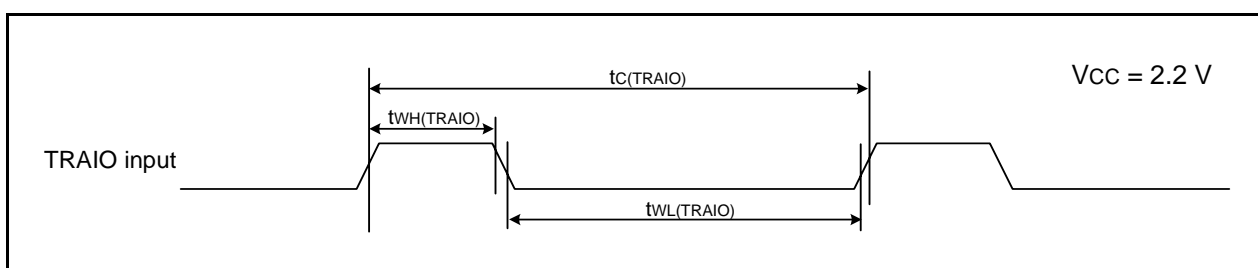 tC(TRAIO)
VCC = 2.2 V
tWH(TRAIO)
TRAIO input
tWL(TRAIO)